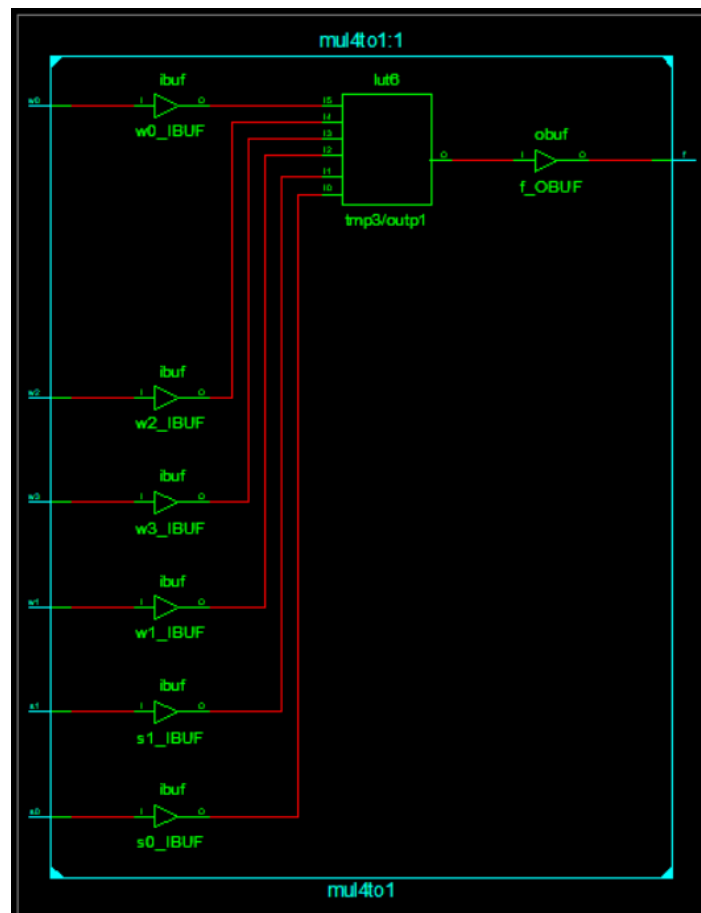 mul4to1:1
ibuf
lut6
w0
I
O
I5
w0_IBUF
I4
I3
I2
I1
I0
O
obuf
I
O
f
f_OBUF
tmp3/outp1
ibuf
w2
I
O
w2_IBUF
ibuf
w3
I
O
w3_IBUF
ibuf
w1
I
O
w1_IBUF
ibuf
s1
I
O
s1_IBUF
ibuf
s0
I
O
s0_IBUF
mul4to1